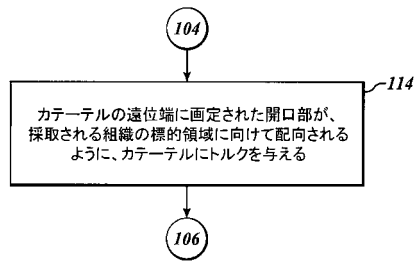 104
114
カテーテルの遠位端に画定された開口部が、
採取される組織の標的領域に向けて配向される
ように、カテーテルにトルクを与える
106